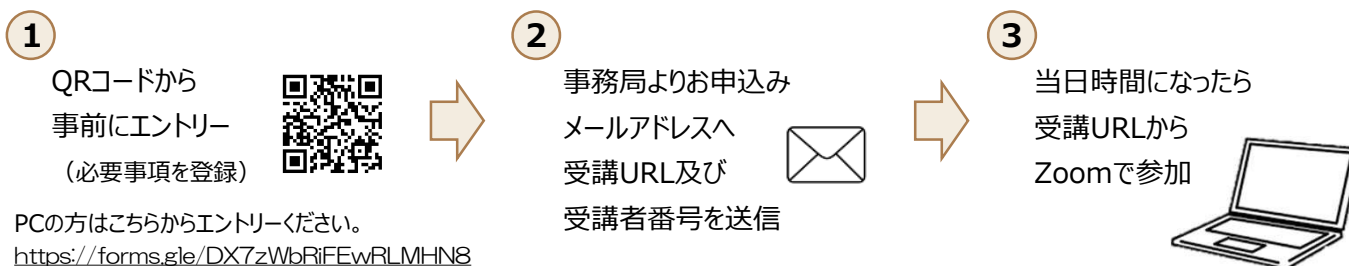 1
QRコードから
事前にエントリー
（必要事項を登録）
PCの方はこちらからエントリーください。
https://forms.gle/DX7zWbRiFEwRLMHN8
2
事務局よりお申込み
メールアドレスへ
受講URL及び
受講者番号を送信
3
当日時間になったら
受講URLから
Zoomで参加